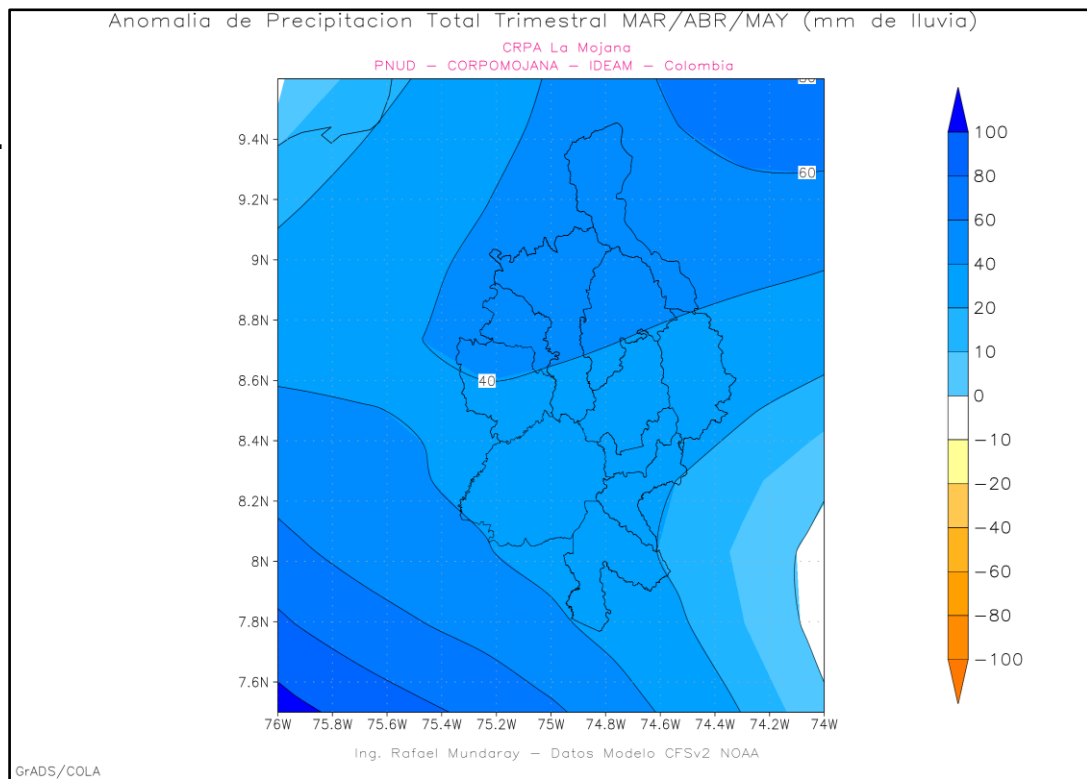 Anomalia de Precipitacion Total Trimestral MAR/ABR/MAY (mm de lluvia)
CRPA La Mojana
PNUD – CORPOMOJANA – IDEAM – Colombia
9.4N
9.2N
9N
8.8N
8.6N
8.4N
8.2N
8N
7.8N
7.6N
60
40
76W 75.8W 75.6W 75.4W 75.2W 75W 74.8W 74.6W 74.4W 74.2W 74W
100
80
60
40
20
10
0
−10
−20
−40
−60
−80
−100
Ing. Rafael Mundaray – Datos Modelo CFSv2 NOAA
GrADS/COLA